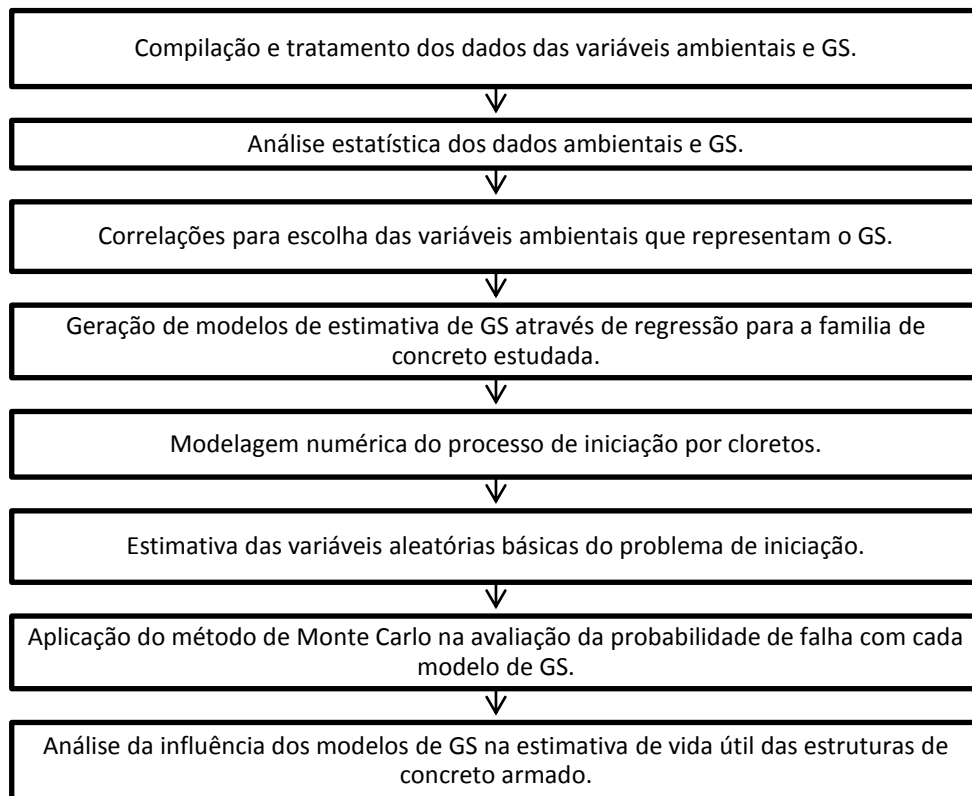 Compilação e tratamento dos dados das variáveis ambientais e GS.
Análise estatística dos dados ambientais e GS.
Correlações para escolha das variáveis ambientais que representam o GS.
Geração de modelos de estimativa de GS através de regressão para a familia de
concreto estudada.
Modelagem numérica do processo de iniciação por cloretos.
Estimativa das variáveis aleatórias básicas do problema de iniciação.
Aplicação do método de Monte Carlo na avaliação da probabilidade de falha com cada
modelo de GS.
Análise da influência dos modelos de GS na estimativa de vida útil das estruturas de
concreto armado.